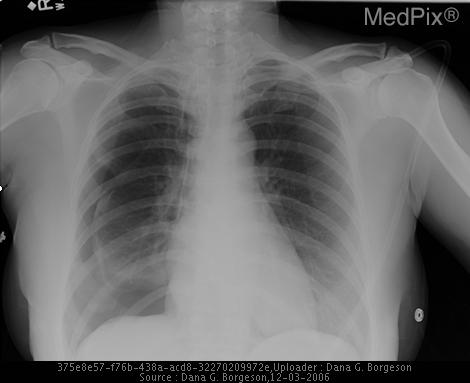 R
W
MedPix®
375e8e57-f76b-438a-acd8-32270209972e,Uploader : Dana G. Borgeson
Source : Dana G. Borgeson,12-03-2006